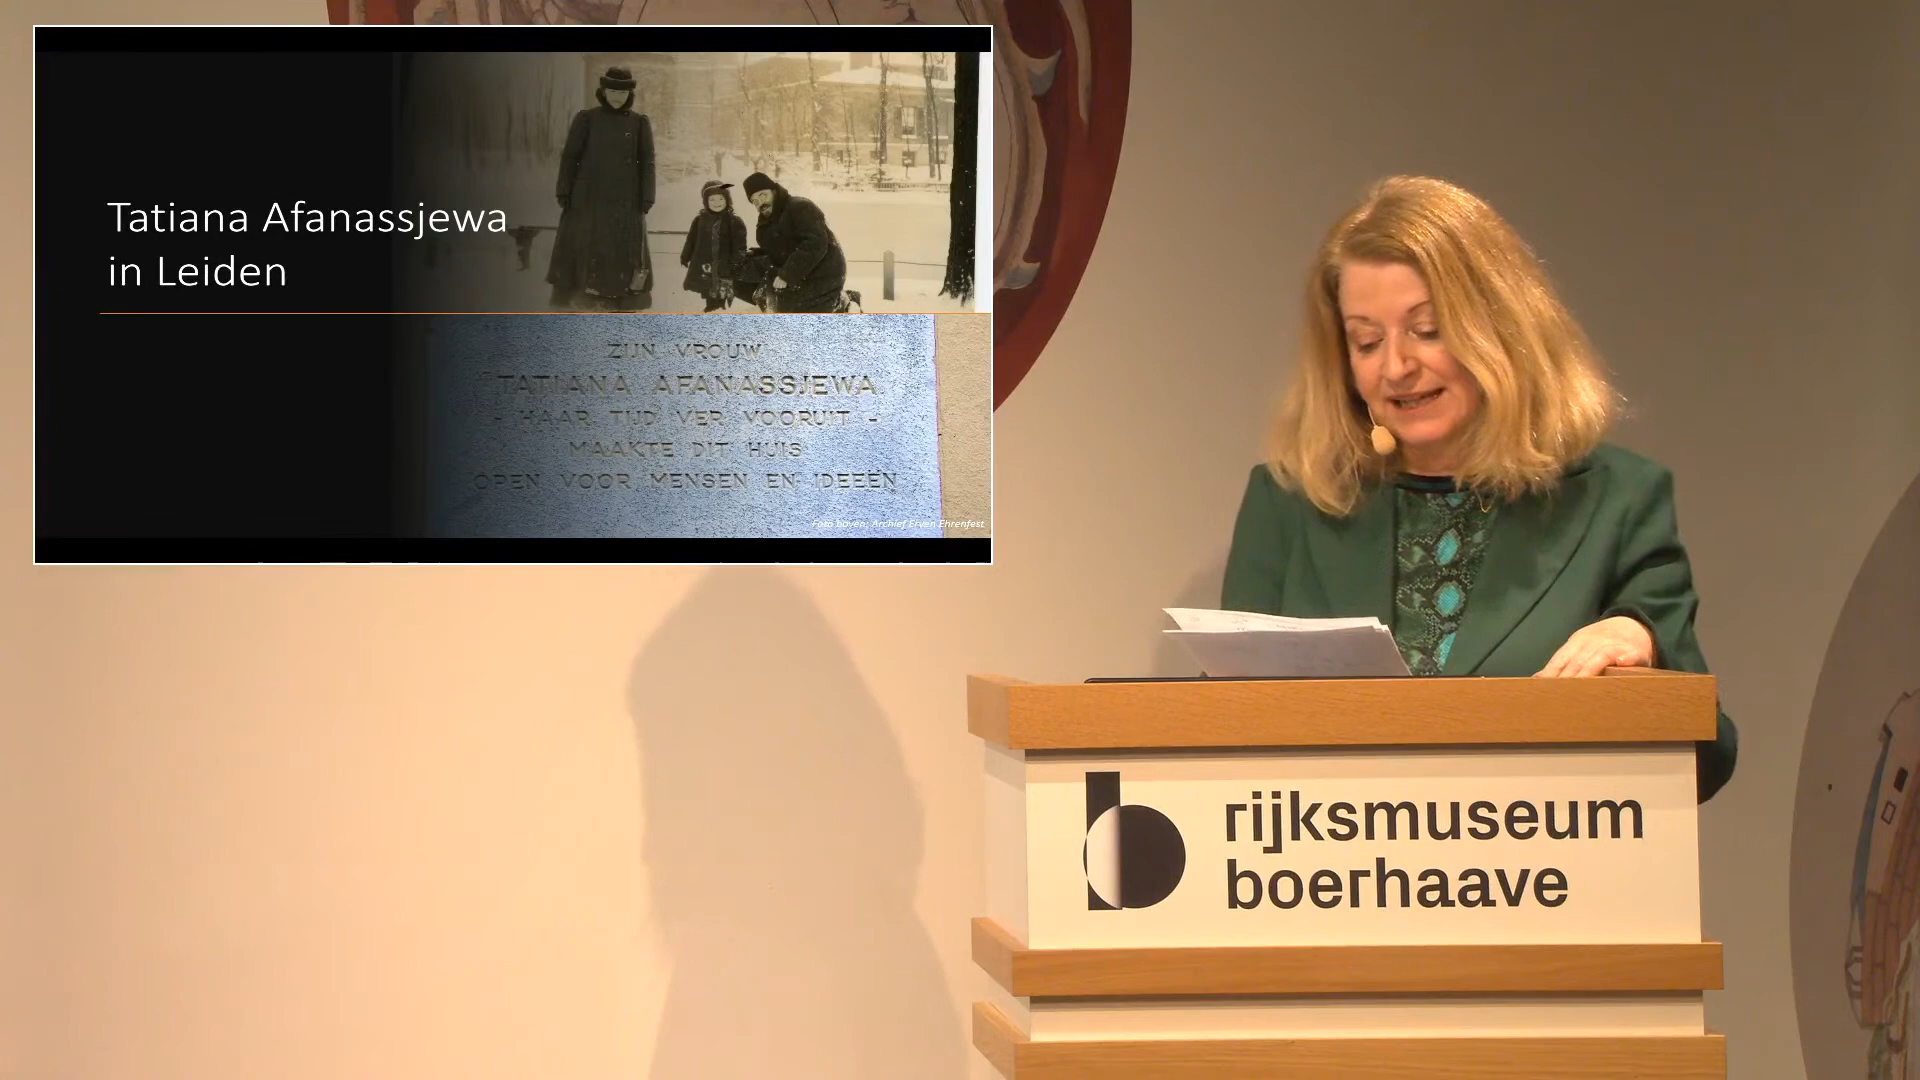 Tatiana Afanassjewa
in Leiden
ZIJN VROUW
TATIANA AFANASSJEWA
- HAAR TIJD VER VOORUIT -
MAAKTE DIT HUIS
OPEN VOOR MENSEN EN IDEEËN
Foto boven: Archief Erven Ehrenfest
rijksmuseum
boerhaave